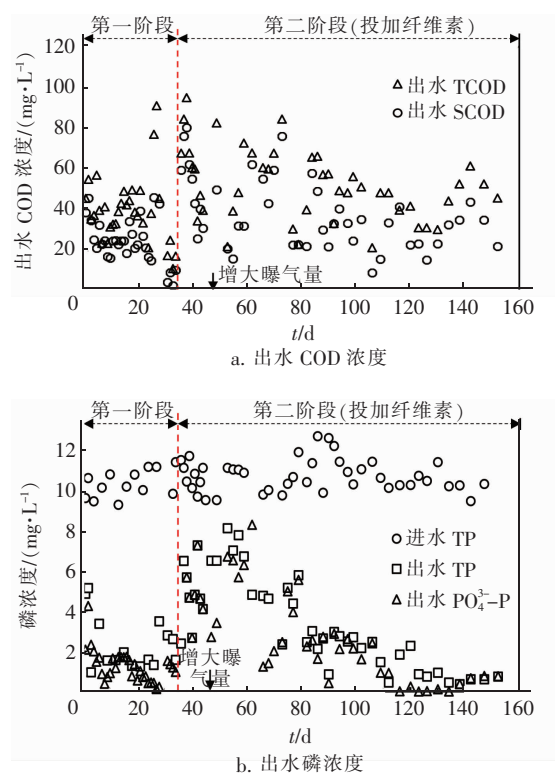 第一阶段 第二阶段(投加纤维素)
120
100
80
60
40
20
0 20 40 60 80 100 120 140 160
出水 COD 浓度/(mg·L⁻¹)
△ 出水 TCOD
○ 出水 SCOD
增大曝气量
t/d
a. 出水 COD 浓度
第一阶段 第二阶段(投加纤维素)
12
10
8
6
4
2
0 20 40 60 80 100 120 140 160
磷浓度/(mg·L⁻¹)
○ 进水 TP
□ 出水 TP
△ 出水 PO₄³⁻-P
增大曝
气量
t/d
b. 出水磷浓度